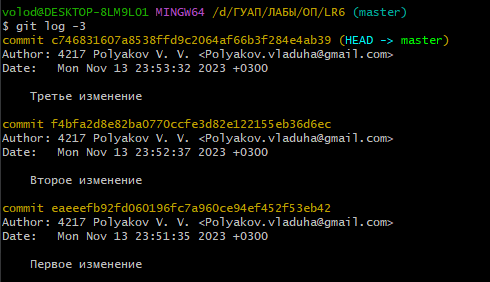 volod@DESKTOP-8LM9LO1 MINGW64 /d/ГУАП/ЛАБЫ/ОП/LR6 (master)
$ git log -3
commit c746831607a8538ffd9c2064af66b3f284e4ab39 (HEAD -> master)
Author: 4217 Polyakov V. V. <Polyakov.vladuha@gmail.com>
Date:   Mon Nov 13 23:53:32 2023 +0300
Третье изменение
commit f4bfa2d8e82ba0770ccfe3d82e122155eb36d6ec
Author: 4217 Polyakov V. V. <Polyakov.vladuha@gmail.com>
Date:   Mon Nov 13 23:52:37 2023 +0300
Второе изменение
commit eaeeefb92fd060196fc7a960ce94ef452f53eb42
Author: 4217 Polyakov V. V. <Polyakov.vladuha@gmail.com>
Date:   Mon Nov 13 23:51:35 2023 +0300
Первое изменение